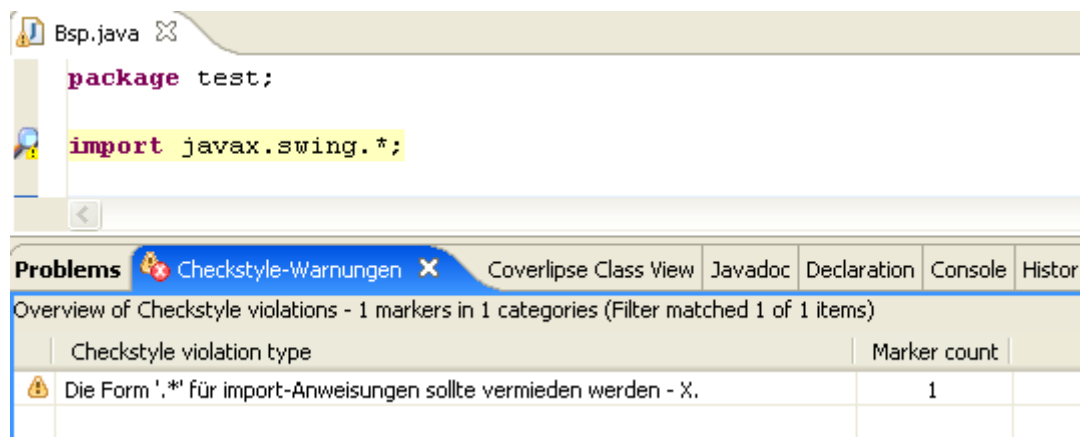 Bsp.java
package test;
import javax.swing.*;
Problems Checkstyle-Warnungen Coverlipse Class View Javadoc Declaration Console Histor
Overview of Checkstyle violations - 1 markers in 1 categories (Filter matched 1 of 1 items)
Checkstyle violation type Marker count
Die Form '.*' für import-Anweisungen sollte vermieden werden - X. 1